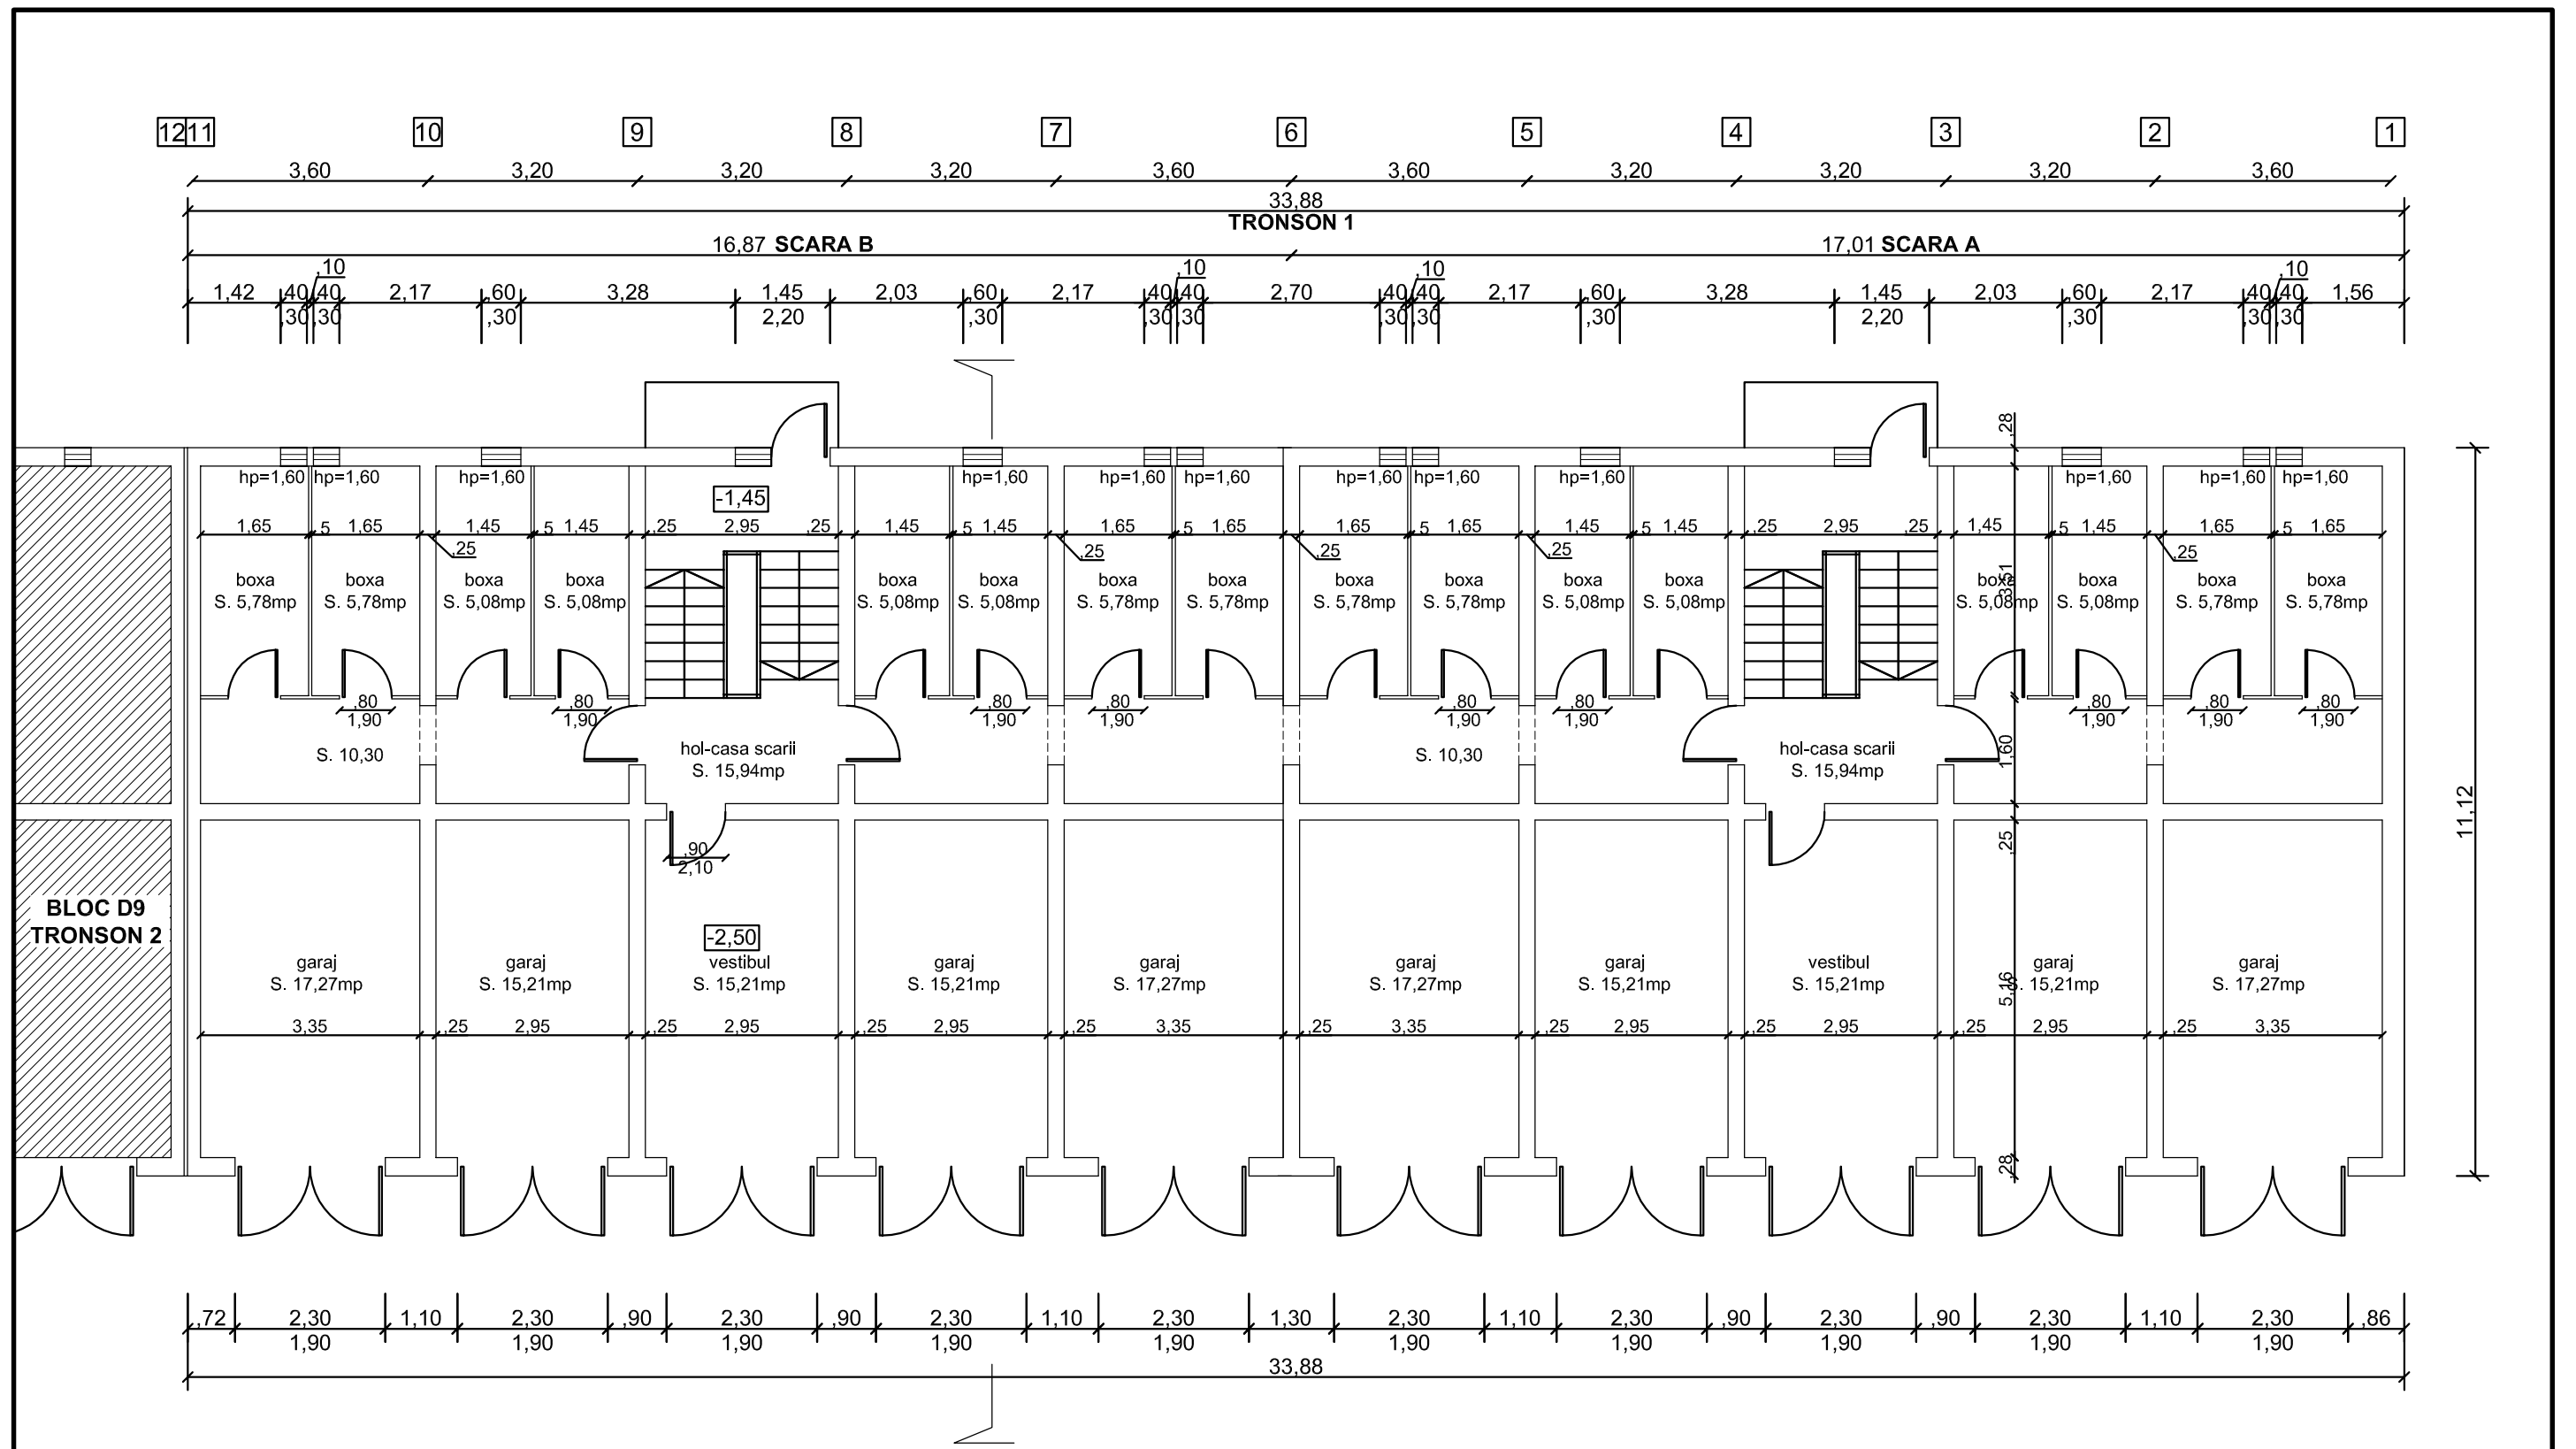 12 11 10 9 8 7 6 5 4 3 2 1
3,60 3,20 3,20 3,20 3,60 3,60 3,20 3,20 3,20 3,60
33,88
TRONSON 1
16,87 SCARA B 17,01 SCARA A
,10 ,10 ,10 ,10
1,42 ,40 ,40 2,17 ,60 3,28 1,45 2,03 ,60 2,17 ,40 ,40 2,70 ,40 ,40 2,17 ,60 3,28 1,45 2,03 ,60 2,17 ,40 ,40 1,56
,30 ,30 ,30 2,20 ,30 ,30 ,30 ,30 ,30 ,30 2,20 ,30 ,30 ,30
,28
hp=1,60 hp=1,60 hp=1,60 hp=1,60 hp=1,60 hp=1,60 hp=1,60 hp=1,60 hp=1,60 hp=1,60 hp=1,60 hp=1,60
-1,45
1,65 5 1,65 1,45 5 1,45 ,25 2,95 ,25 1,45 5 1,45 1,65 5 1,65 1,65 5 1,65 1,45 5 1,45 ,25 2,95 ,25 1,45 5 1,45 1,65 5 1,65
,25 ,25 ,25 ,25 ,25
boxa boxa boxa boxa boxa boxa boxa boxa boxa boxa boxa boxa boxa boxa boxa boxa
3,51
S. 5,78mp S. 5,78mp S. 5,08mp S. 5,08mp S. 5,08mp S. 5,08mp S. 5,78mp S. 5,78mp S. 5,78mp S. 5,78mp S. 5,08mp S. 5,08mp S. 5,08mp S. 5,08mp S. 5,78mp S. 5,78mp
,80 ,80 ,80 ,80 ,80 ,80 ,80 ,80 ,80
1,90 1,90 1,90 1,90 1,90 1,90 1,90 1,90 1,90
hol-casa scarii hol-casa scarii
S. 10,30 S. 10,30
1,60
S. 15,94mp S. 15,94mp
11,12
,25
,90
2,10
BLOC D9
TRONSON 2
-2,50
garaj garaj vestibul garaj garaj garaj garaj vestibul garaj garaj
S. 17,27mp S. 15,21mp S. 15,21mp S. 15,21mp S. 17,27mp S. 17,27mp S. 15,21mp S. 15,21mp S. 15,21mp S. 17,27mp
5,16
3,35 ,25 2,95 ,25 2,95 ,25 2,95 ,25 3,35 ,25 3,35 ,25 2,95 ,25 2,95 ,25 2,95 ,25 3,35
,28
,72 2,30 1,10 2,30 ,90 2,30 ,90 2,30 1,10 2,30 1,30 2,30 1,10 2,30 ,90 2,30 ,90 2,30 1,10 2,30 ,86
1,90 1,90 1,90 1,90 1,90 1,90 1,90 1,90 1,90 1,90
33,88